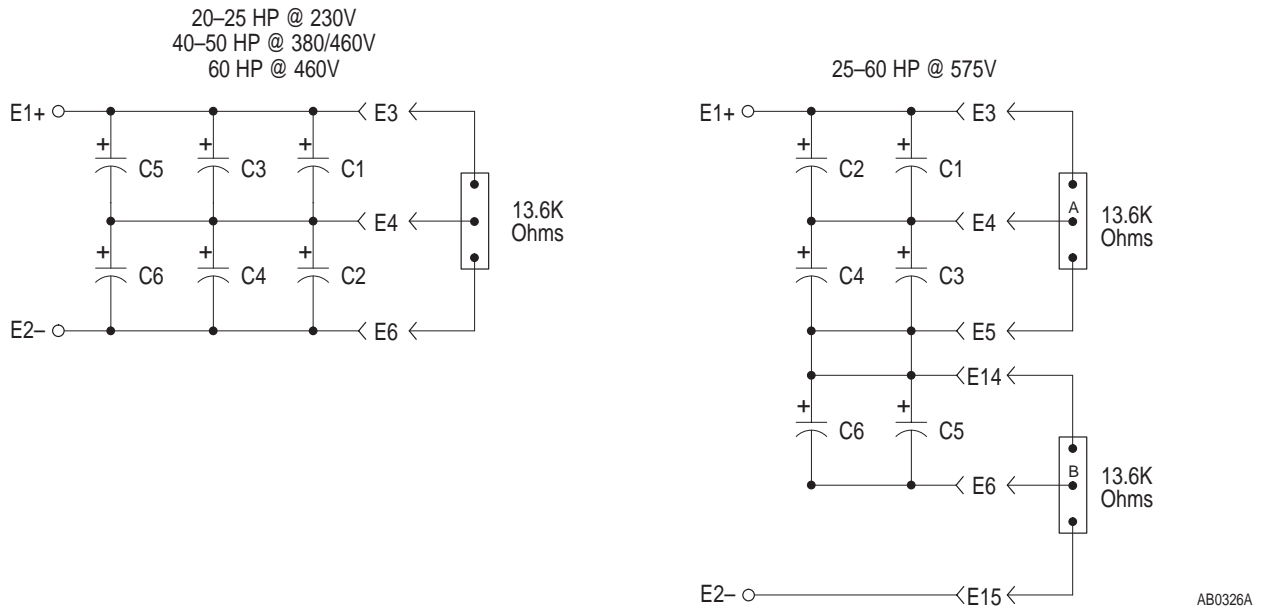 20–25 HP @ 230V
40–50 HP @ 380/460V
60 HP @ 460V
E1+
E3
+
+
+
C5
C3
C1
E4
13.6K
Ohms
+
+
+
C6
C4
C2
E2–
E6
25–60 HP @ 575V
E1+
E3
+
+
C2
C1
A
E4
13.6K
Ohms
+
+
C4
C3
E5
E14
+
+
C6
C5
B
E6
13.6K
Ohms
E2–
E15
AB0326A